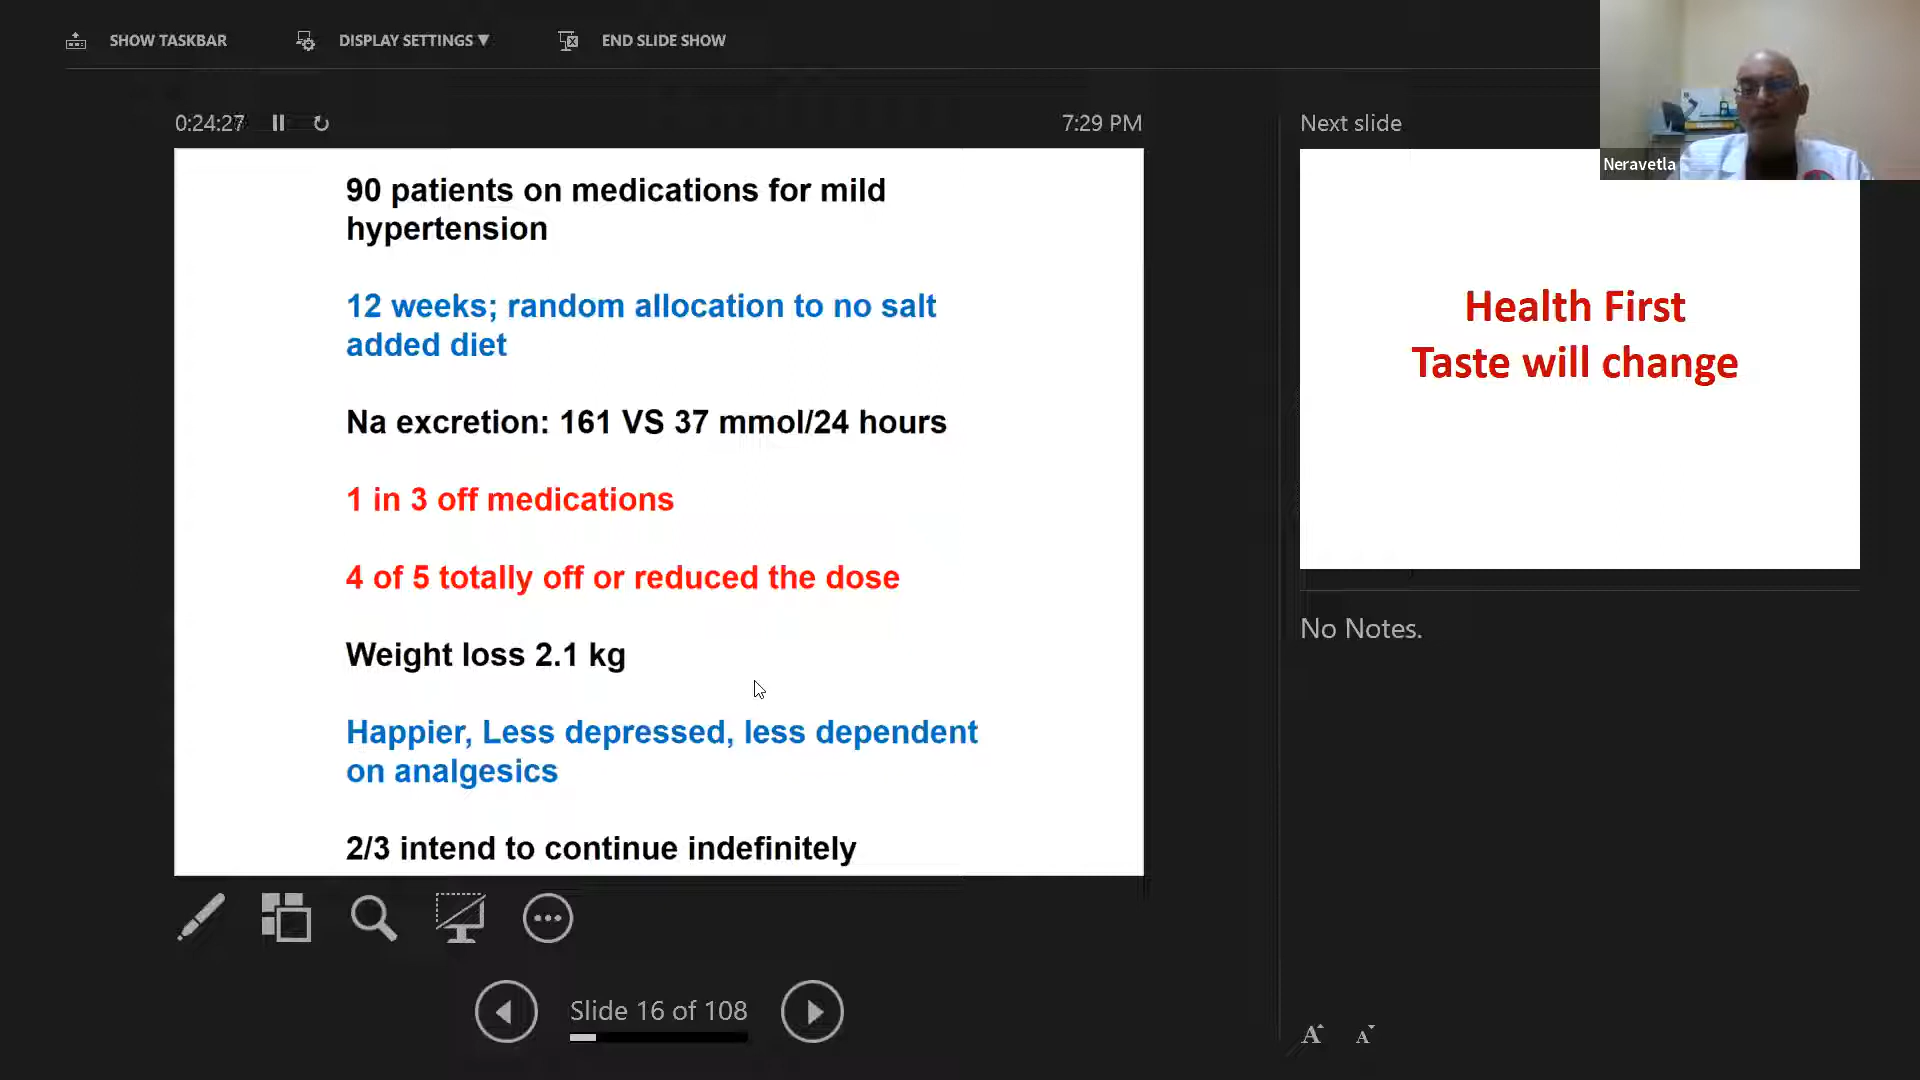 SHOW TASKBAR
DISPLAY SETTINGS ▼
END SLIDE SHOW
0:24:27
7:29 PM
Next slide
Neravetla
90 patients on medications for mild
hypertension
12 weeks; random allocation to no salt
added diet
Na excretion: 161 VS 37 mmol/24 hours
1 in 3 off medications
4 of 5 totally off or reduced the dose
Weight loss 2.1 kg
Happier, Less depressed, less dependent
on analgesics
2/3 intend to continue indefinitely
Health First
Taste will change
No Notes.
Slide 16 of 108
A A